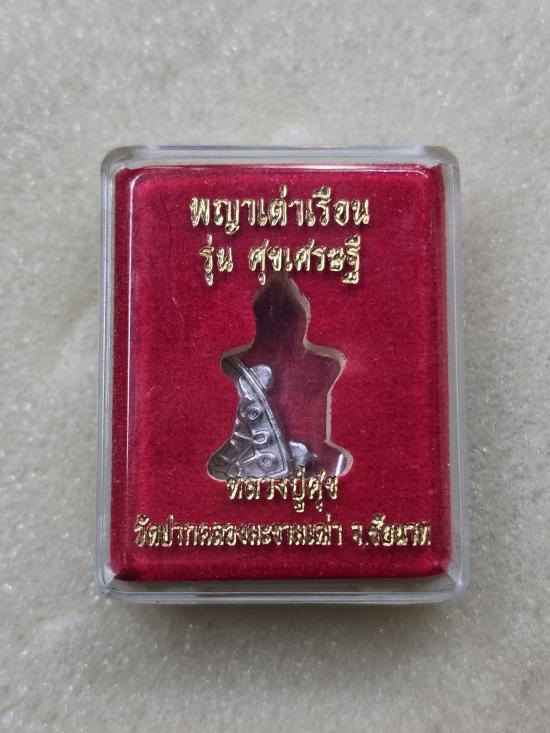 พญาเต่าเรือน
รุ่น ศุขเศรษฐี
หลวงปู่ศุข
วัดปากคลองมะขามเฒ่า จ.ชัยนาท